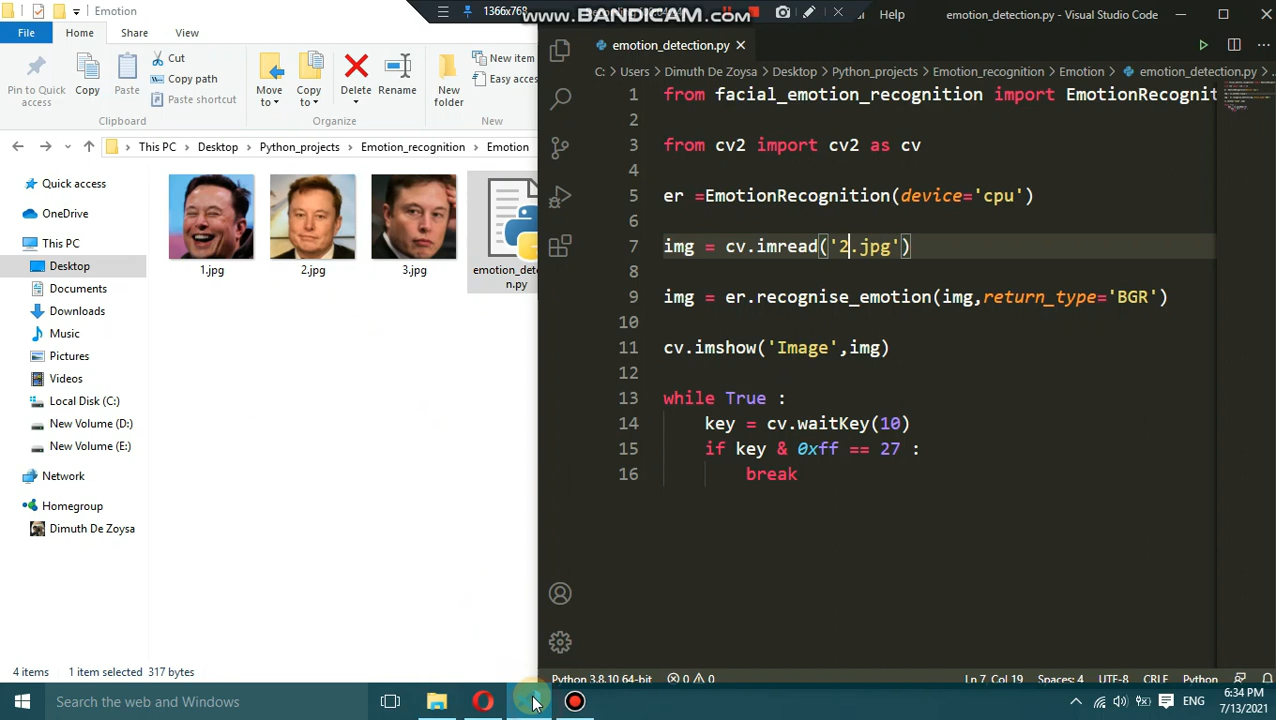 Emotion
1366x768
www.BANDICAM.com
Help
emotion_detection.py - Visual Studio Code
File
Home
Share
View
Pin to Quick access
Copy
Paste
Cut
Copy path
Paste shortcut
Clipboard
Move to
Copy to
Delete
Rename
Organize
New folder
New item
Easy acces
New
This PC
Desktop
Python_projects
Emotion_recognition
Emotion
Quick access
OneDrive
This PC
Desktop
Documents
Downloads
Music
Pictures
Videos
Local Disk (C:)
New Volume (D:)
New Volume (E:)
Network
Homegroup
Dimuth De Zoysa
1.jpg
2.jpg
3.jpg
emotion_detec
n.py
4 items
1 item selected 317 bytes
emotion_detection.py
C: > Users > Dimuth De Zoysa > Desktop > Python_projects > Emotion_recognition > Emotion > emotion_detection.py > ...
1 from facial_emotion_recognition import EmotionRecognit
2
3 from cv2 import cv2 as cv
4
5 er =EmotionRecognition(device='cpu')
6
7 img = cv.imread('2.jpg')
8
9 img = er.recognise_emotion(img,return_type='BGR')
10
11 cv.imshow('Image',img)
12
13 while True :
14 key = cv.waitKey(10)
15 if key & 0xff == 27 :
16 break
Python 3.8.10 64-bit
0
0
Ln 7, Col 19
Spaces: 4
UTF-8
CRLF
Python
Search the web and Windows
ENG
6:34 PM
7/13/2021